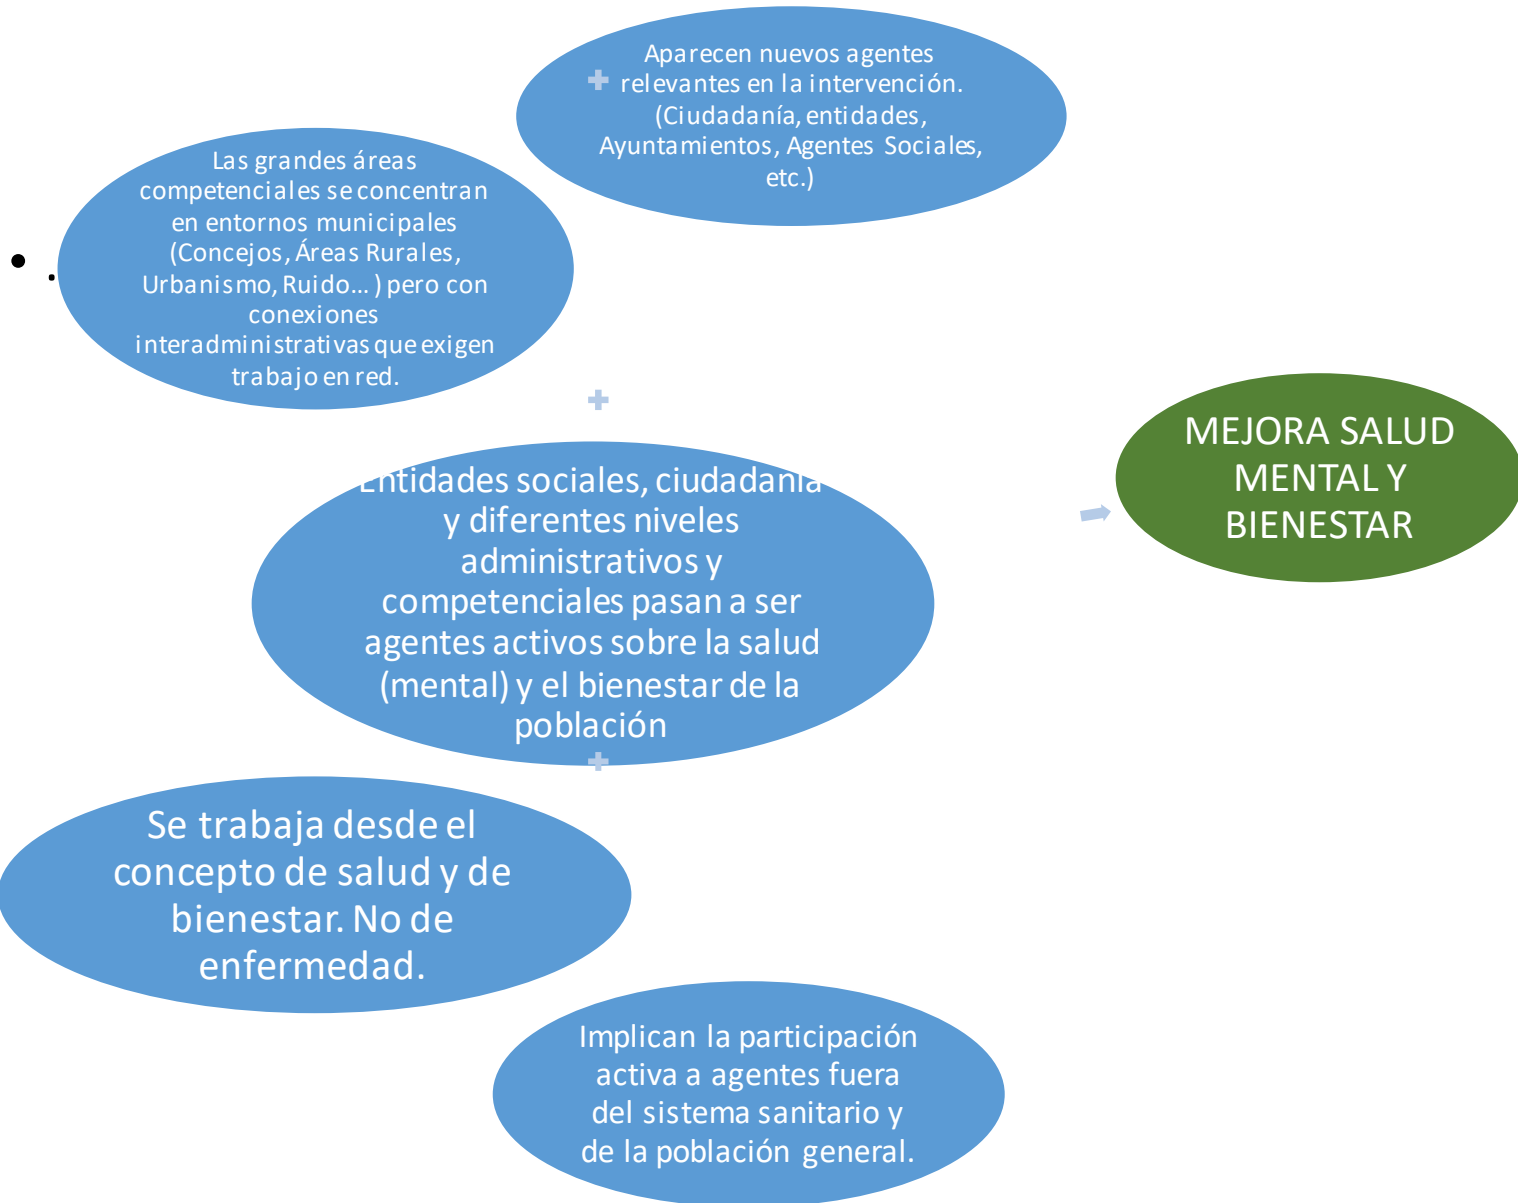 Aparecen nuevos agentes
relevantes en la intervención.
(Ciudadanía, entidades,
Ayuntamientos, Agentes Sociales,
etc.)
Las grandes áreas
competenciales se concentran
en entornos municipales
(Concejos, Áreas Rurales,
Urbanismo, Ruido… ) pero con
conexiones
interadministrativas que exigen
trabajo en red.
• .
Entidades sociales, ciudadanía
y diferentes niveles
administrativos y
competenciales pasan a ser
agentes activos sobre la salud
(mental) y el bienestar de la
población
MEJORA SALUD
MENTAL Y
BIENESTAR
Se trabaja desde el
concepto de salud y de
bienestar. No de
enfermedad.
Implican la participación
activa a agentes fuera
del sistema sanitario y
de la población general.